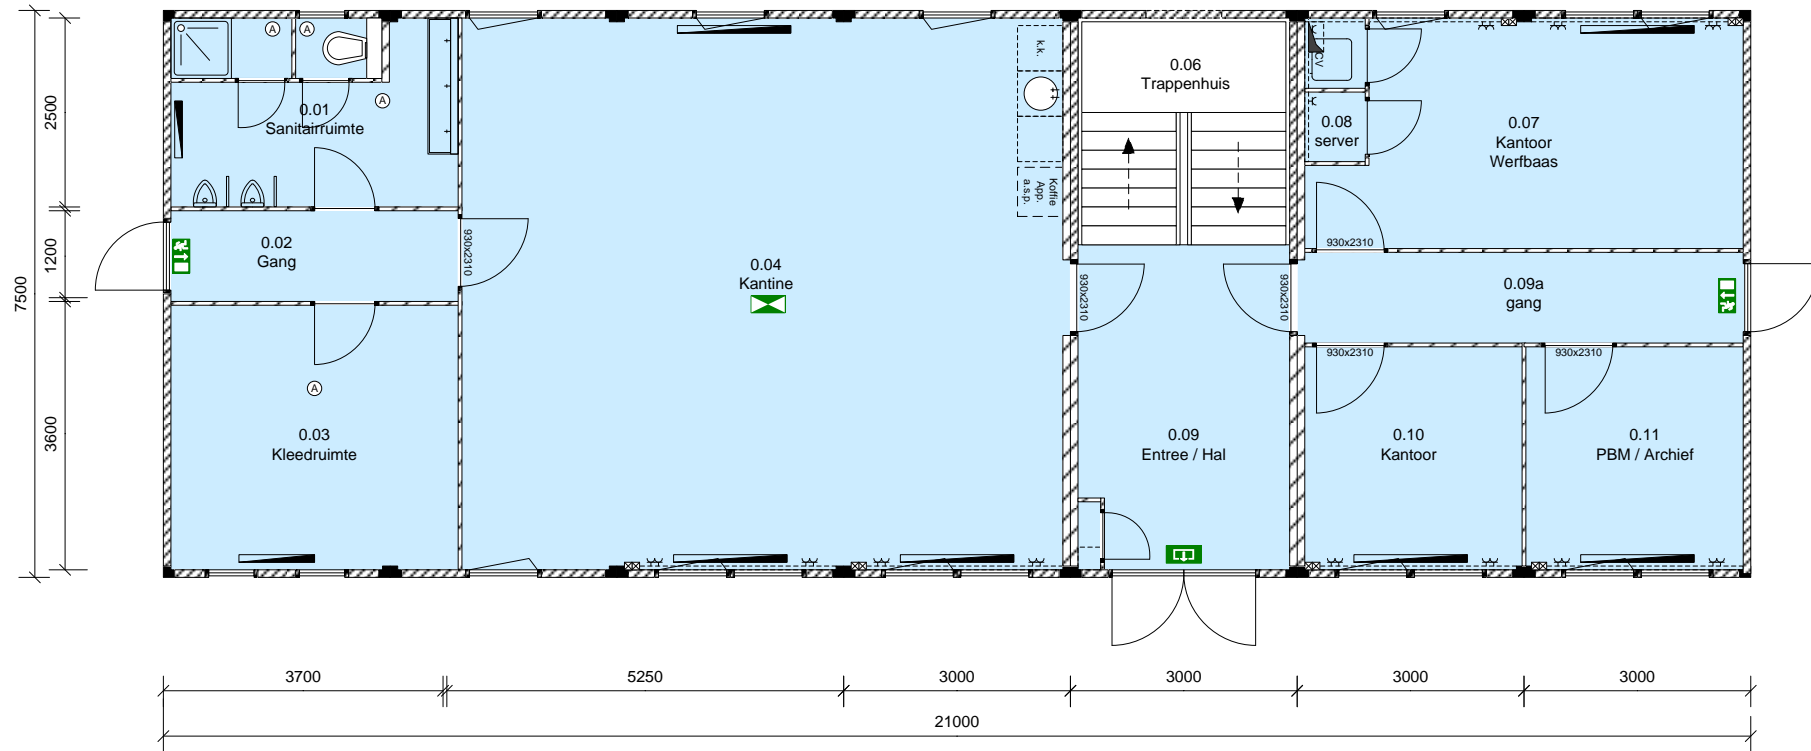 k.k.
0.06
Trappenhuis
CV
0.01
Sanitairruimte
A
A
A
0.08
server
0.07
Kantoor
Werfbaas
Koffie
App.
a.s.p.
2500
0.02
Gang
930x2310
0.04
Kantine
930x2310
930x2310
930x2310
0.09a
gang
1200
7500
930x2310
930x2310
A
3600
0.03
Kleedruimte
0.09
Entree / Hal
0.10
Kantoor
0.11
PBM / Archief
3700
5250
3000
3000
3000
3000
21000